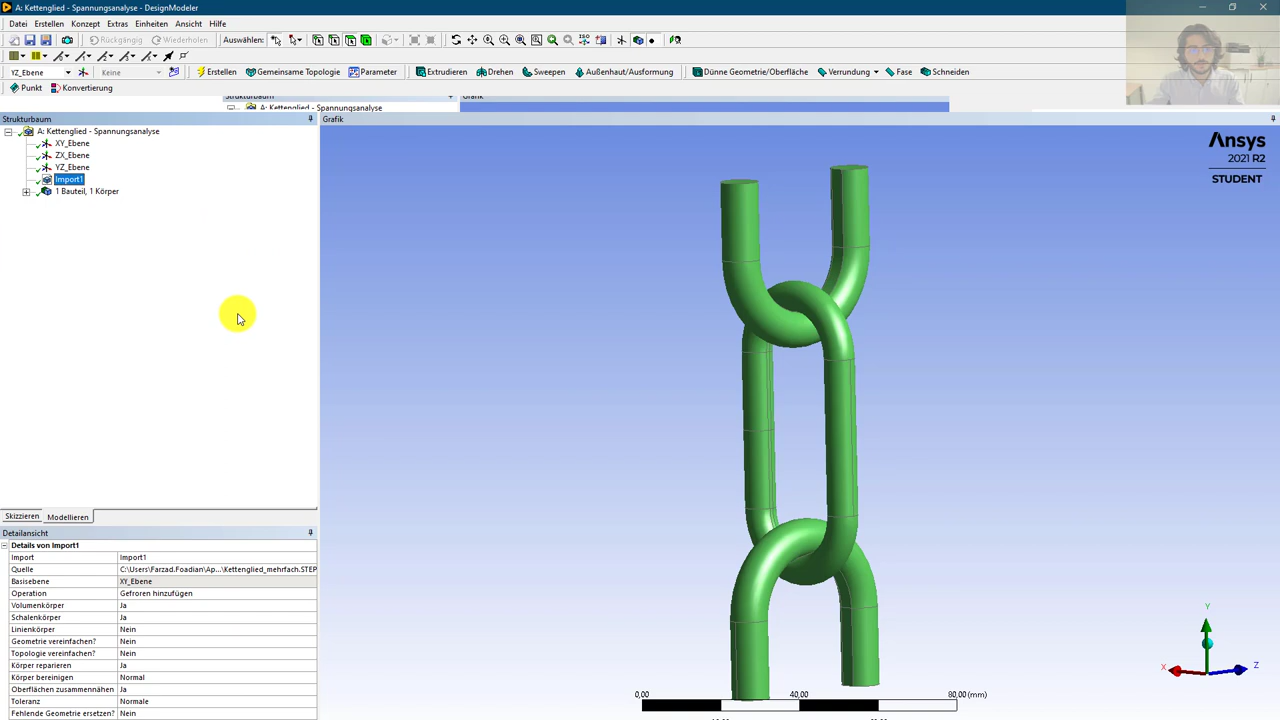 A: Kettenglied - Spannungsanalyse - DesignModeler
Datei Erstellen Konzept Extras Einheiten Ansicht Hilfe
Rückgängig Wiederholen Auswählen: ISO
YZ_Ebene Keine Erstellen Gemeinsame Topologie Parameter Extrudieren Drehen Sweepen Außenhaut/Ausformung Dünne Geometrie/Oberfläche Verrundung Fase Schneiden
Punkt Konvertierung
Strukturbaum Grafik
A: Kettenglied - Spannungsanalyse
Strukturbaum Grafik
A: Kettenglied - Spannungsanalyse
XY_Ebene
ZX_Ebene
YZ_Ebene
Import1
1 Bauteil, 1 Körper
Ansys
2021 R2
STUDENT
Skizzieren Modellieren
Detailansicht
Details von Import1
Import Import1
Quelle C:\Users\Farzad.Foadian\Ap...\Kettenglied_mehrfach.STEP
Basisebene XY_Ebene
Operation Gefroren hinzufügen
Volumenkörper Ja
Schalenkörper Ja
Linienkörper Nein
Geometrie vereinfachen? Nein
Topologie vereinfachen? Nein
Körper reparieren Ja
Körper bereinigen Normal
Oberflächen zusammennähen Ja
Toleranz Normale
Fehlende Geometrie ersetzen? Nein
Y
X
Z
0,00 40,00 80,00 (mm)